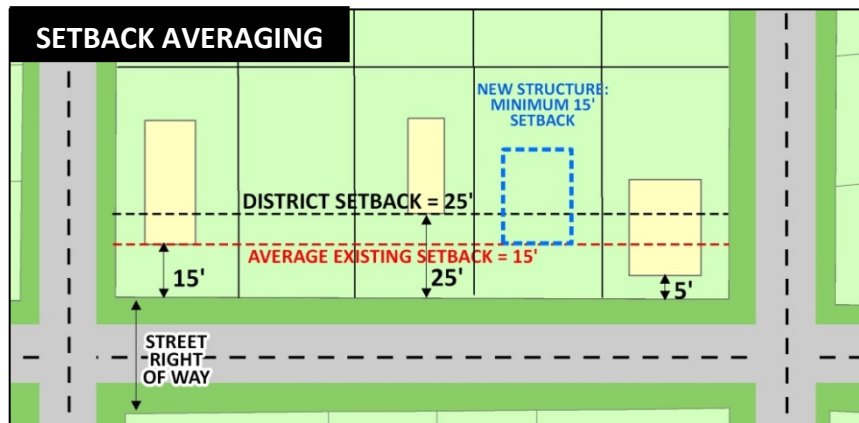 SETBACK AVERAGING
NEW STRUCTURE:
MINIMUM 15'
SETBACK
DISTRICT SETBACK = 25'
AVERAGE EXISTING SETBACK = 15'
15'
25'
5'
STREET
RIGHT
OF WAY